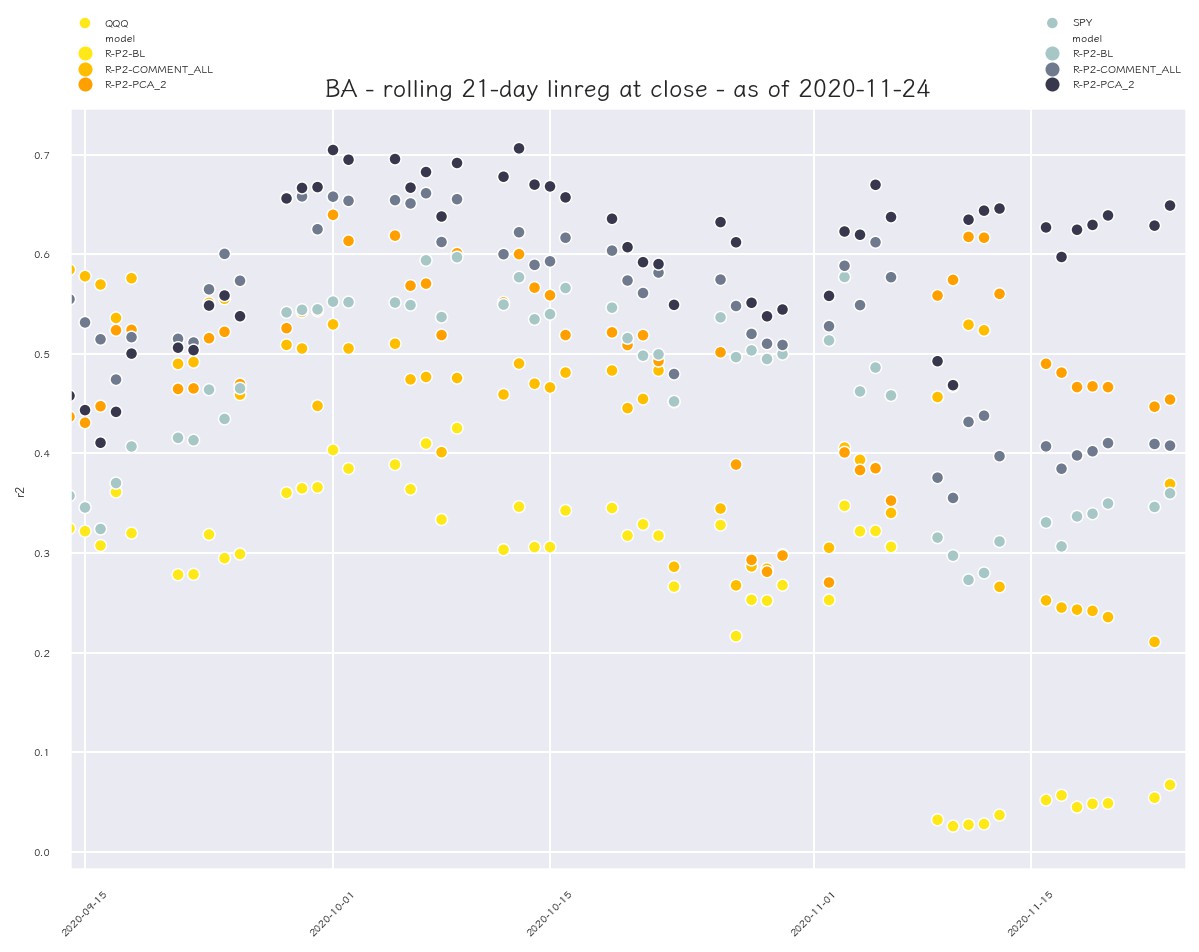 QQQ
model
R-P2-BL
R-P2-COMMENT_ALL
R-P2-PCA_2
SPY
model
R-P2-BL
R-P2-COMMENT_ALL
R-P2-PCA_2
BA - rolling 21-day linreg at close - as of 2020-11-24
0.7
0.6
0.5
0.4
0.3
0.2
0.1
0.0
r2
2020-09-15
2020-10-01
2020-10-15
2020-11-01
2020-11-15